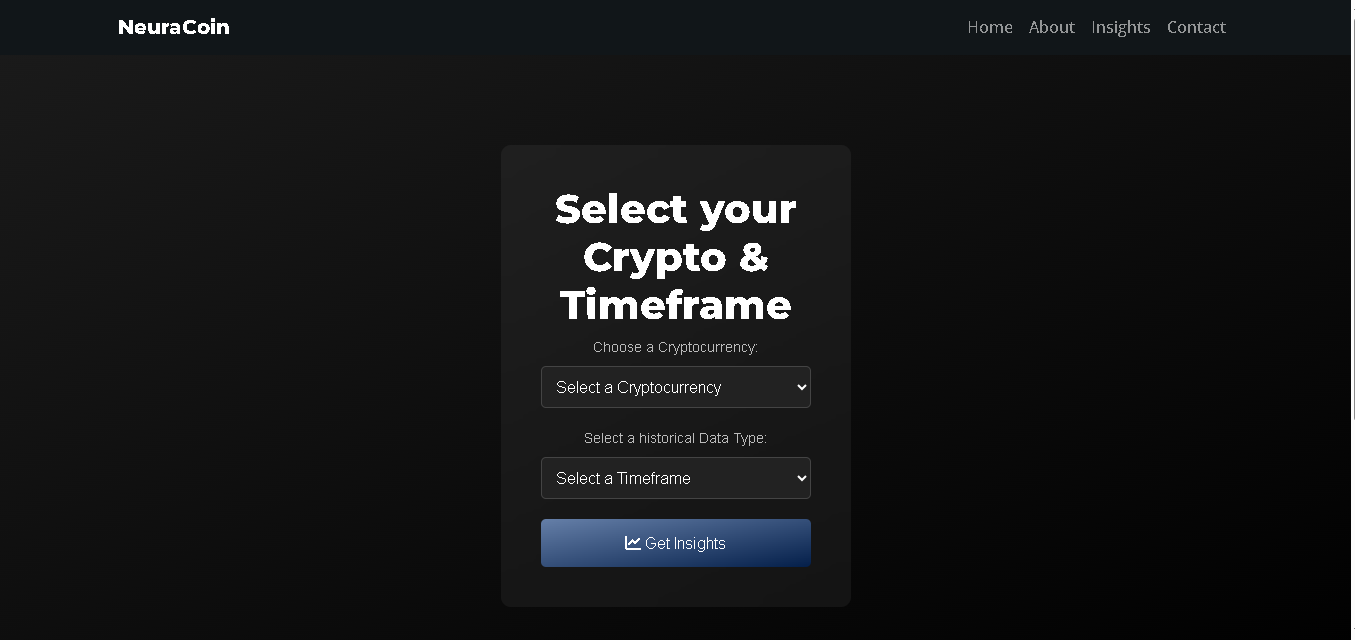 NeuraCoin
Home About Insights Contact
Select your
Crypto &
Timeframe
Choose a Cryptocurrency:
Select a Cryptocurrency
Select a historical Data Type:
Select a Timeframe
Get Insights